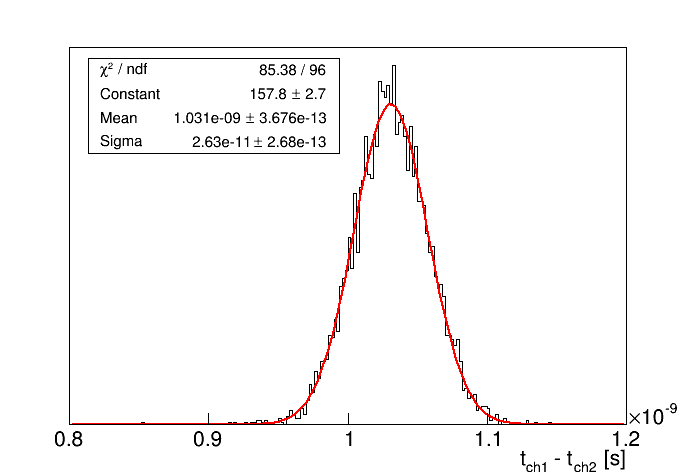 χ² / ndf 85.38 / 96
Constant 157.8 ± 2.7
Mean 1.031e-09 ± 3.676e-13
Sigma 2.63e-11 ± 2.68e-13
×10⁻⁹
0.8 0.9 1 1.1 1.2
t_ch1 - t_ch2 [s]